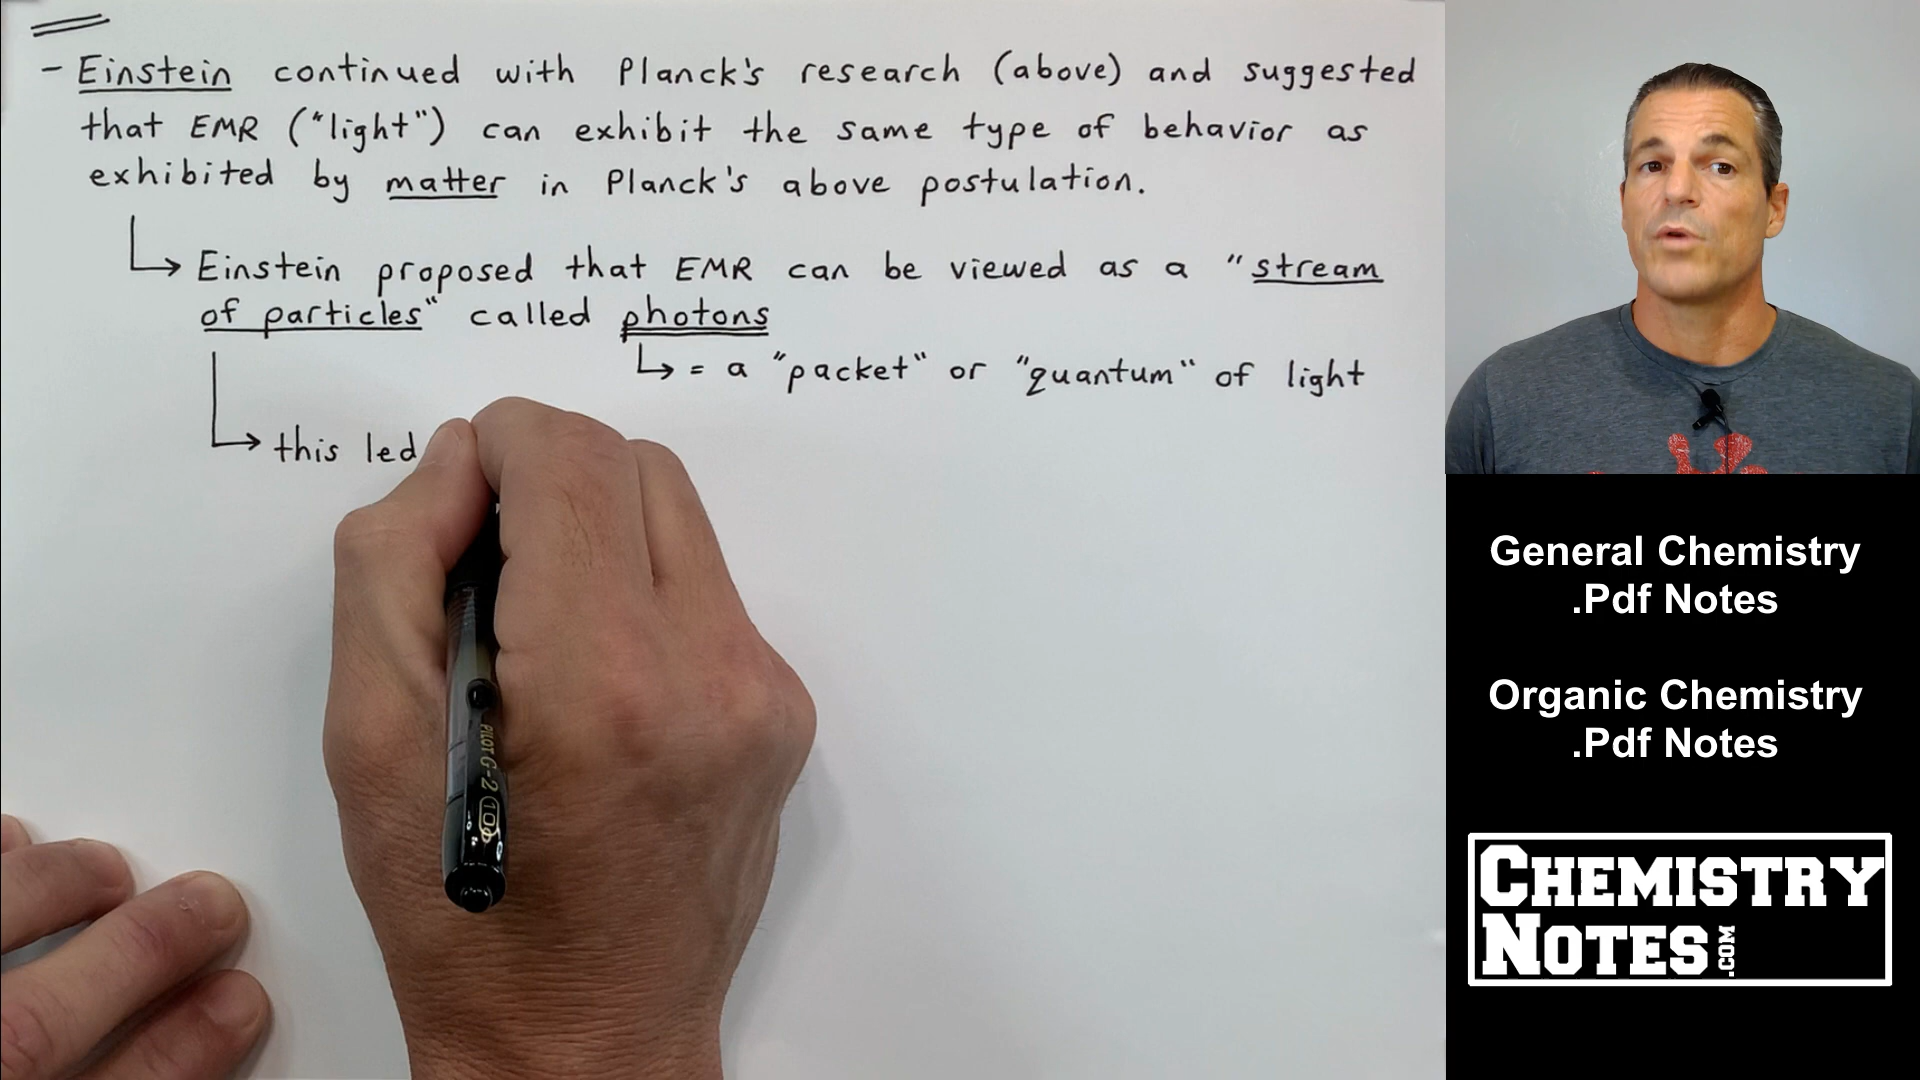 - Einstein continued with Planck's research (above) and suggested
that EMR ("light") can exhibit the same type of behavior as
exhibited by matter in Planck's above postulation.
↳ Einstein proposed that EMR can be viewed as a "stream
of particles" called photons
↳ = a "packet" or "quantum" of light
↳ this led
PILOT G-2 10
General Chemistry
.Pdf Notes
Organic Chemistry
.Pdf Notes
CHEMISTRY
NOTES.COM